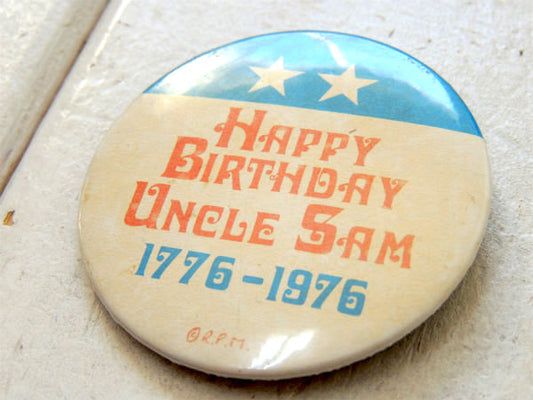 Happy
Birthday
Uncle Sam
1776-1976
© R.P.M.